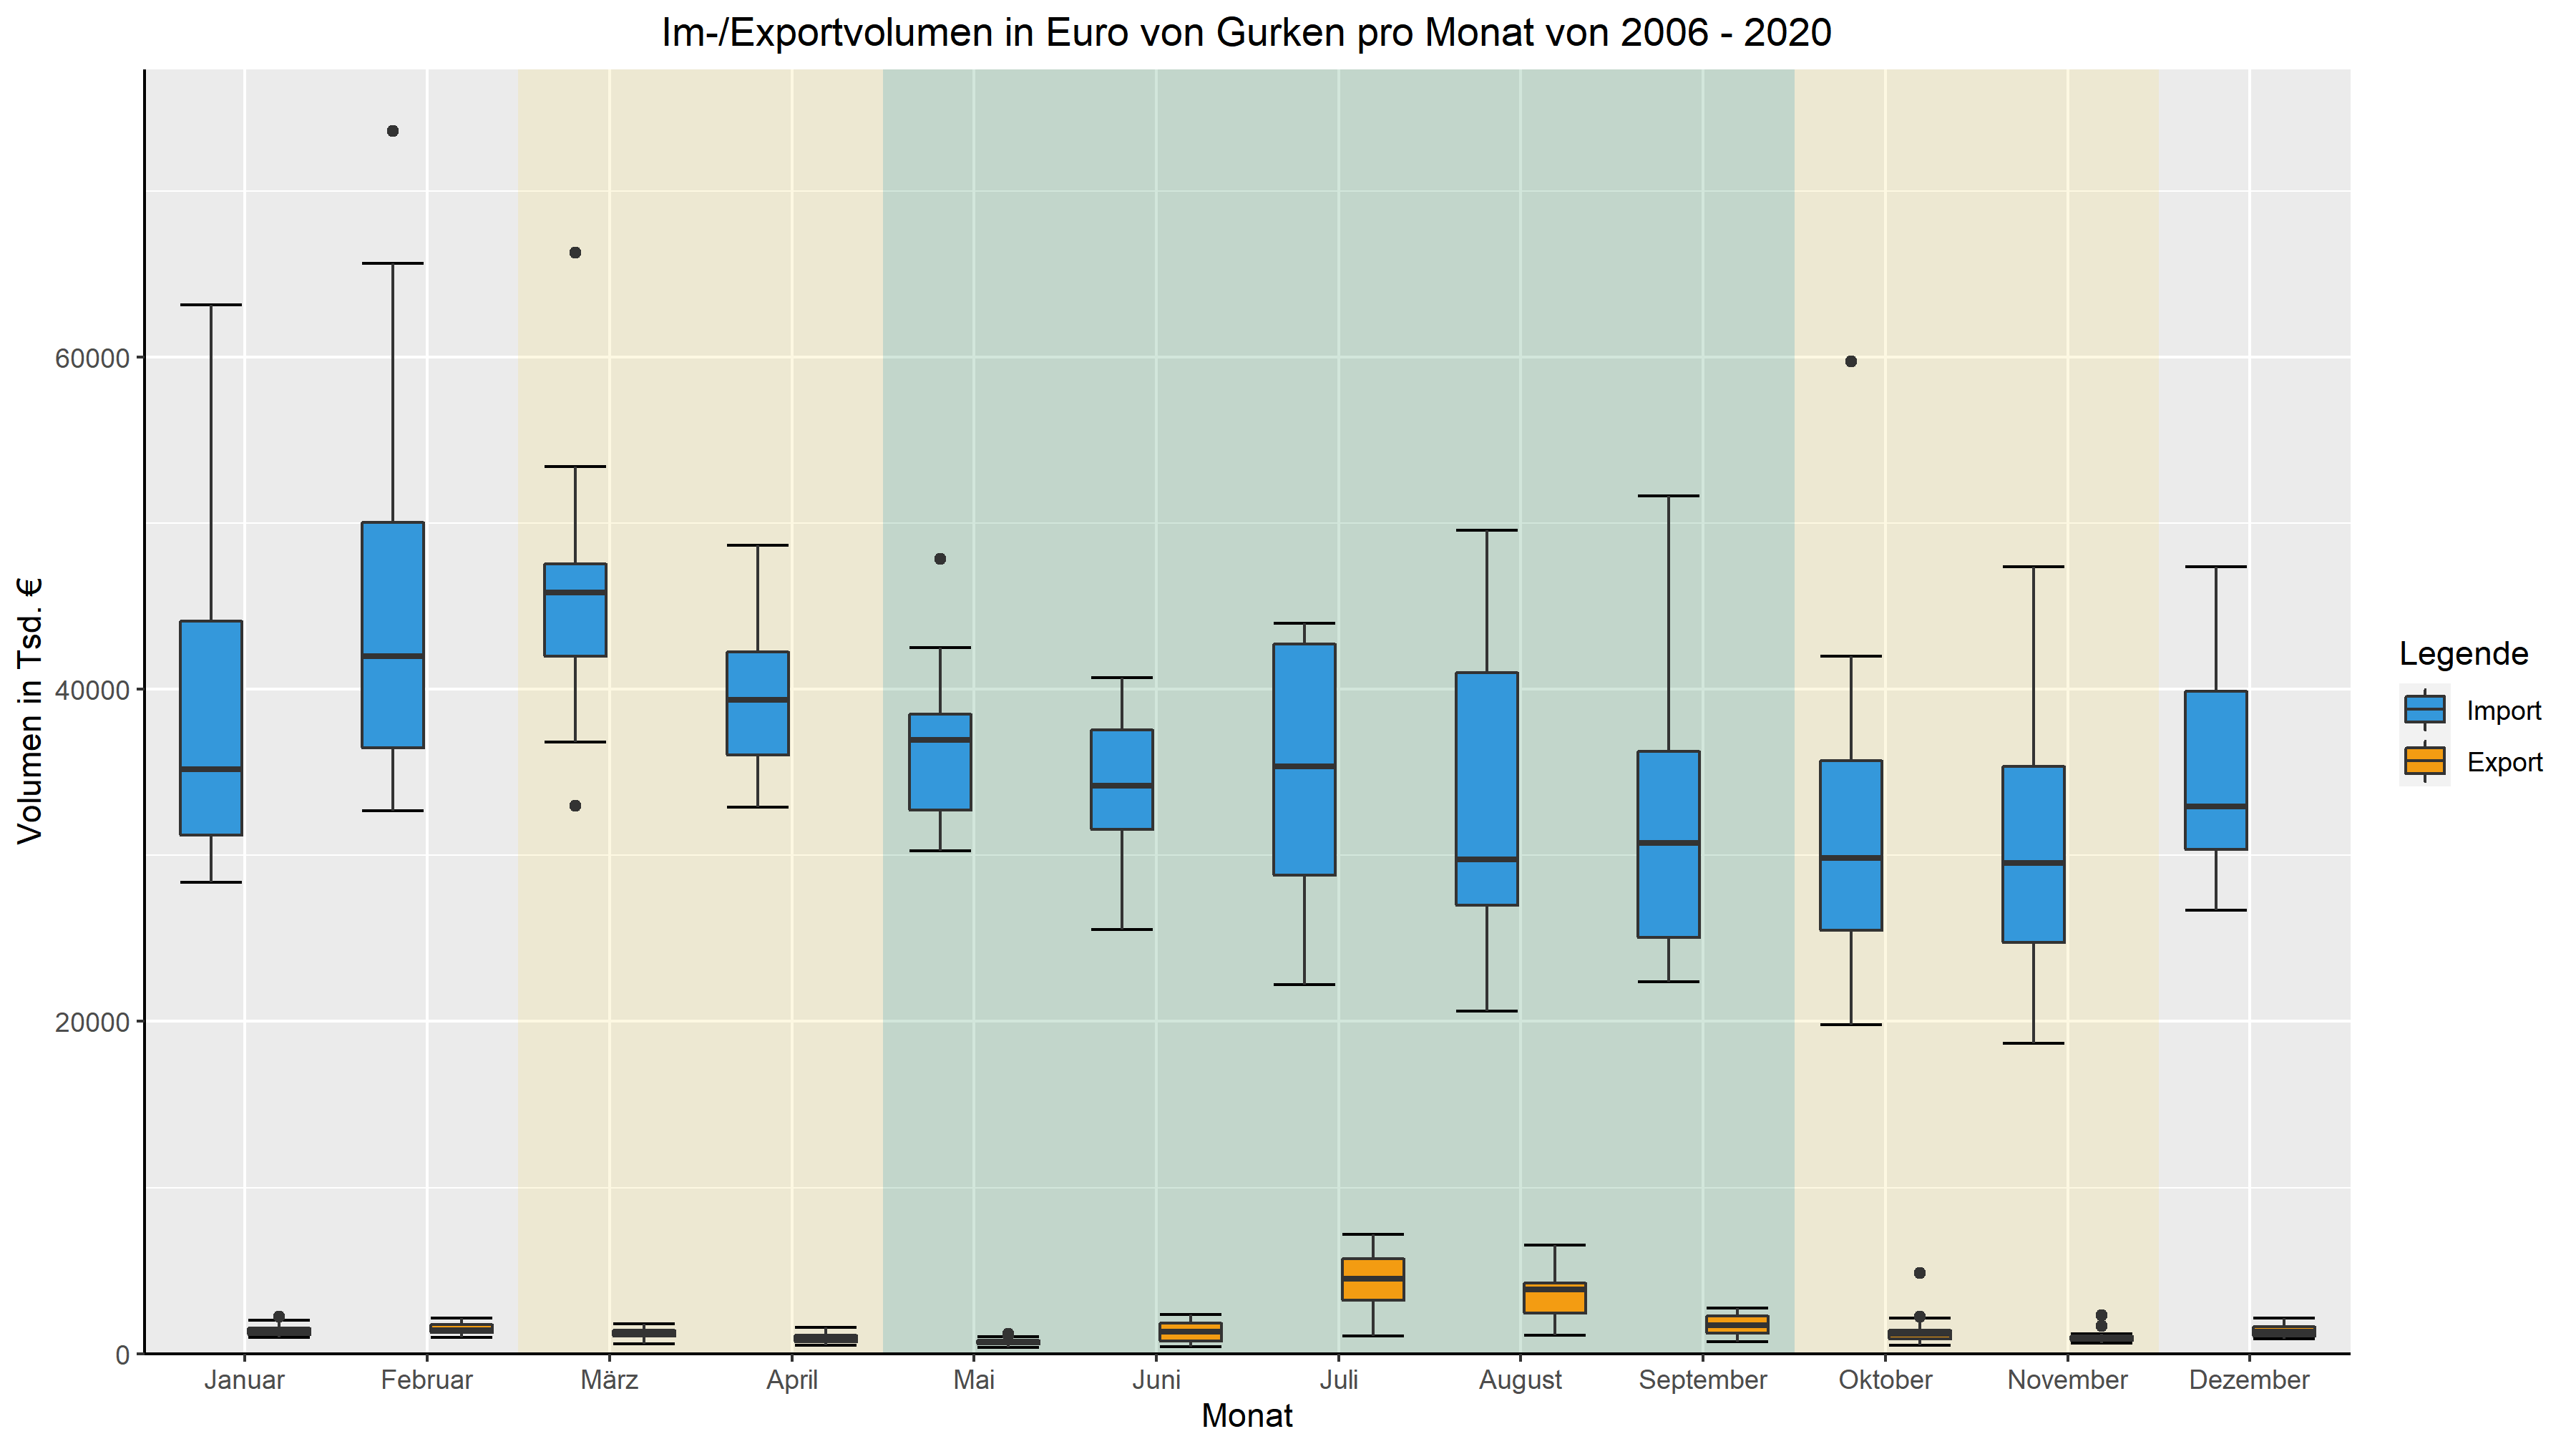 Im-/Exportvolumen in Euro von Gurken pro Monat von 2006 - 2020
Volumen in Tsd. €
60000
40000
20000
0
Januar Februar März April Mai Juni Juli August September Oktober November Dezember
Monat
Legende
Import
Export